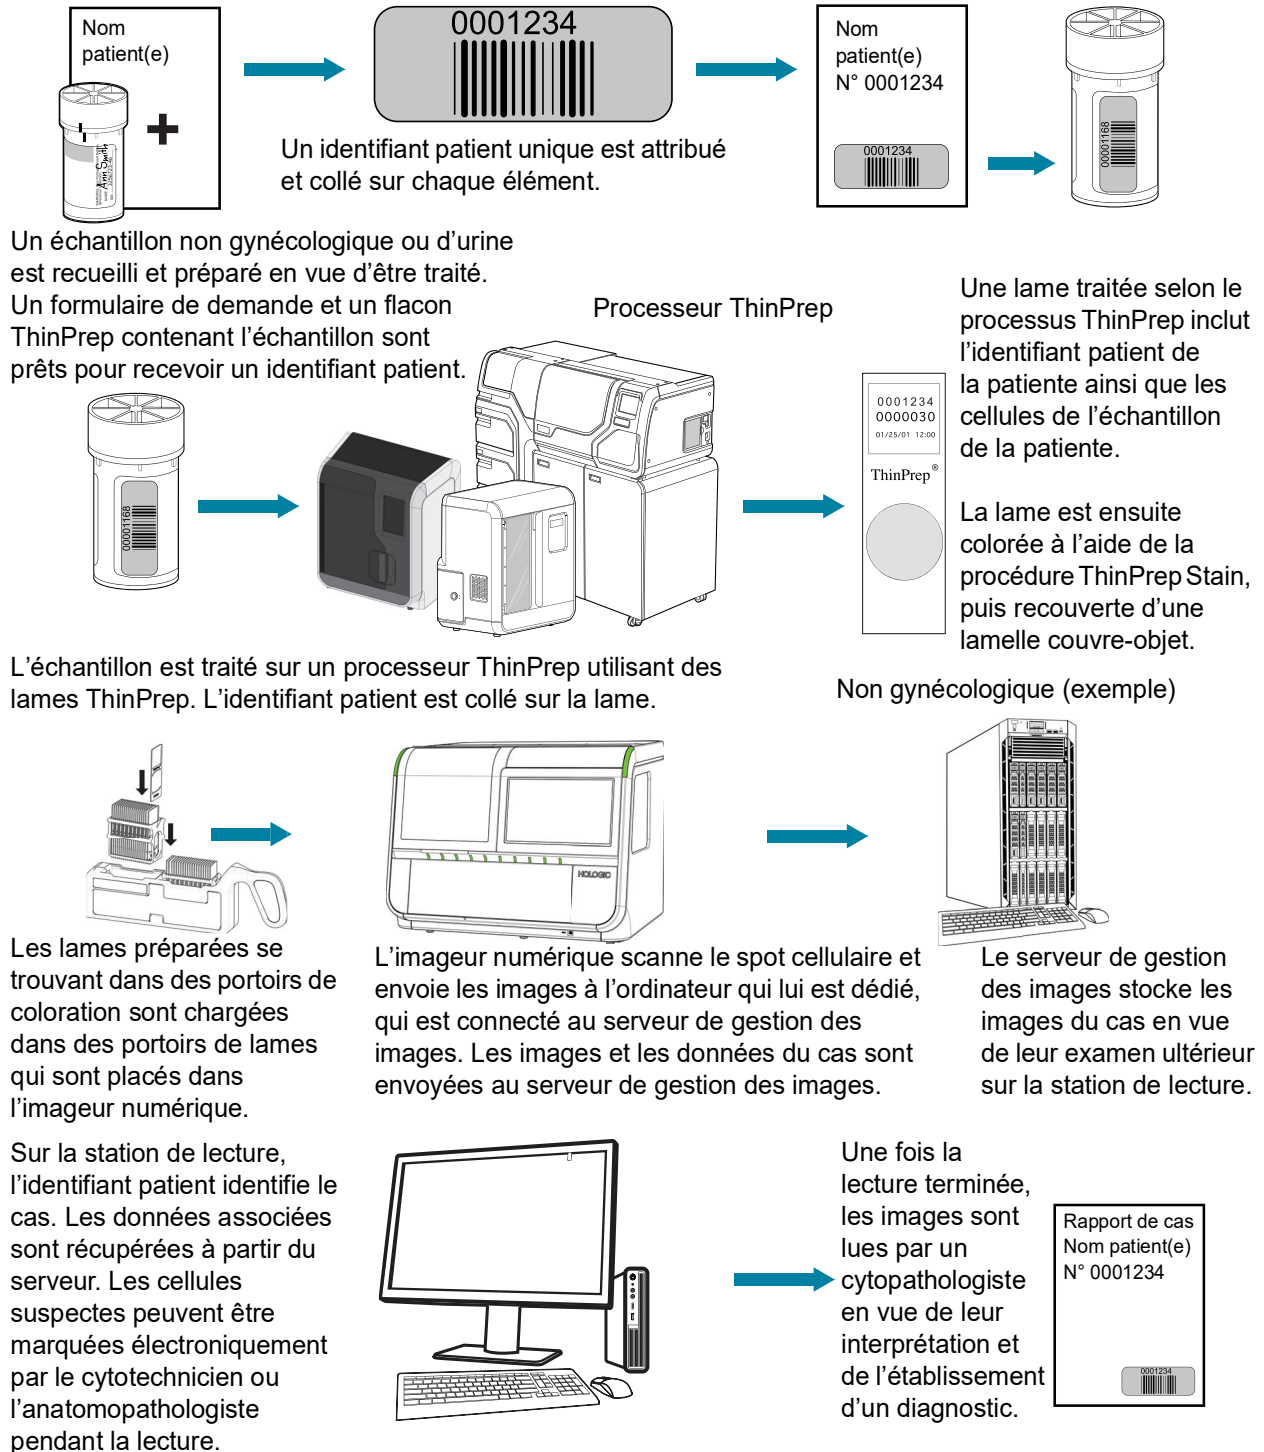 Nom
patient(e)
Ann Smith
0001234
Un identifiant patient unique est attribué
et collé sur chaque élément.
Nom
patient(e)
N° 0001234
0001234
00001168
Un échantillon non gynécologique ou d'urine
est recueilli et préparé en vue d'être traité.
Un formulaire de demande et un flacon
ThinPrep contenant l'échantillon sont
prêts pour recevoir un identifiant patient.
Processeur ThinPrep
00001168
0001234
0000030
01/25/01 12:00
ThinPrep®
Une lame traitée selon le
processus ThinPrep inclut
l'identifiant patient de
la patiente ainsi que les
cellules de l'échantillon
de la patiente.
La lame est ensuite
colorée à l'aide de la
procédure ThinPrep Stain,
puis recouverte d'une
lamelle couvre-objet.
L'échantillon est traité sur un processeur ThinPrep utilisant des
lames ThinPrep. L'identifiant patient est collé sur la lame.
Non gynécologique (exemple)
HOLOGIC
Les lames préparées se
trouvant dans des portoirs de
coloration sont chargées
dans des portoirs de lames
qui sont placés dans
l'imageur numérique.
L'imageur numérique scanne le spot cellulaire et
envoie les images à l'ordinateur qui lui est dédié,
qui est connecté au serveur de gestion des
images. Les images et les données du cas sont
envoyées au serveur de gestion des images.
Le serveur de gestion
des images stocke les
images du cas en vue
de leur examen ultérieur
sur la station de lecture.
Sur la station de lecture,
l'identifiant patient identifie le
cas. Les données associées
sont récupérées à partir du
serveur. Les cellules
suspectes peuvent être
marquées électroniquement
par le cytotechnicien ou
l'anatomopathologiste
pendant la lecture.
Une fois la
lecture terminée,
les images sont
lues par un
cytopathologiste
en vue de leur
interprétation et
de l'établissement
d'un diagnostic.
Rapport de cas
Nom patient(e)
N° 0001234
0001234